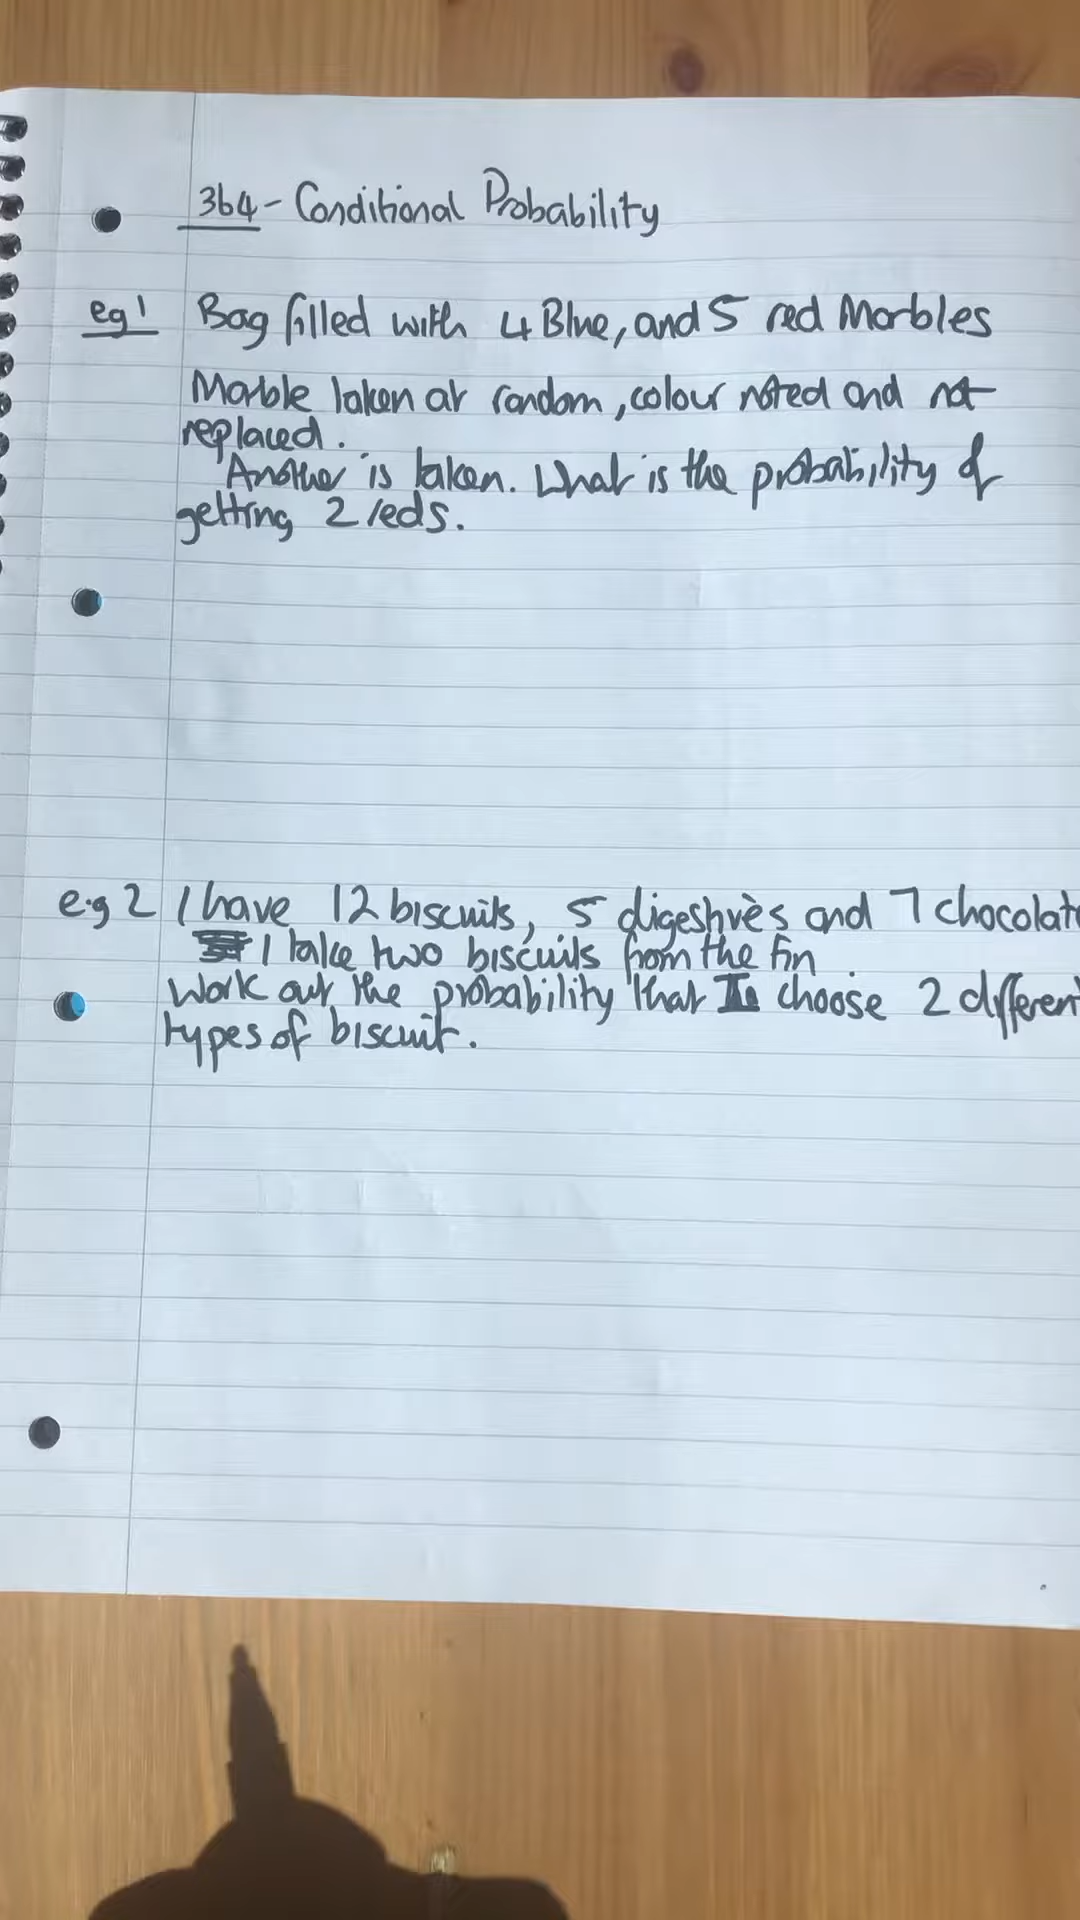 364 - Conditional Probability
eg 1 Bag filled with 4 Blue, and 5 red Marbles
Marble taken at random, colour noted and not
replaced.
Another is taken. What is the probability of
getting 2 reds.
e.g 2 I have 12 biscuits, 5 digestives and 7 chocolate
I take two biscuits from the tin.
Work out the probability that I choose 2 different
types of biscuit.